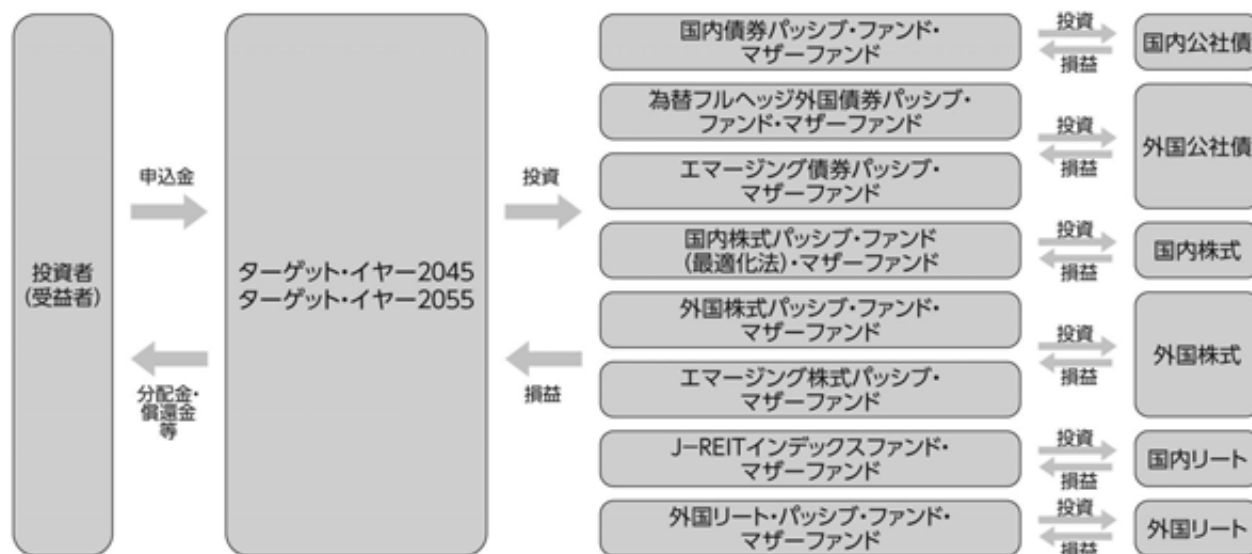 投資者
(受益者)
申込金
分配金・
償還金
等
ターゲット・イヤー2045
ターゲット・イヤー2055
投資
損益
国内債券パッシブ・ファンド・
マザーファンド
投資
損益
国内公社債
為替フルヘッジ外国債券パッシブ・
ファンド・マザーファンド
エマージング債券パッシブ・
マザーファンド
投資
損益
外国公社債
国内株式パッシブ・ファンド
(最適化法)・マザーファンド
投資
損益
国内株式
外国株式パッシブ・ファンド・
マザーファンド
エマージング株式パッシブ・
マザーファンド
投資
損益
外国株式
J−REITインデックスファンド・
マザーファンド
投資
損益
国内リート
外国リート・パッシブ・ファンド・
マザーファンド
投資
損益
外国リート